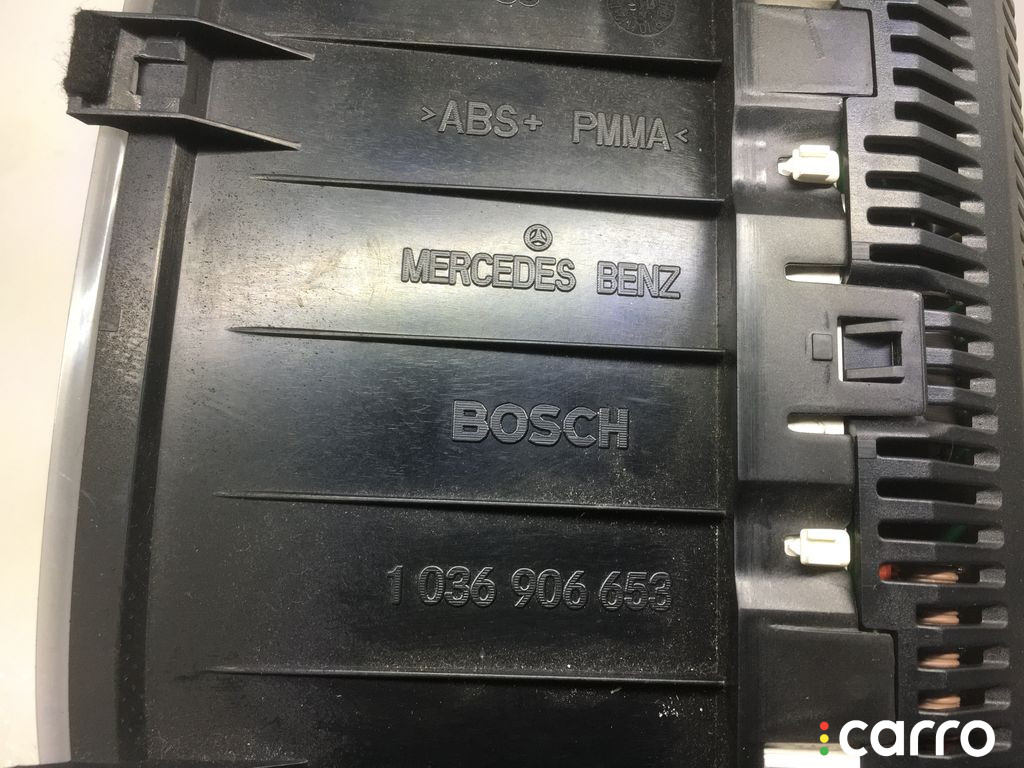 >ABS+ PMMA<
MERCEDES BENZ
BOSCH
1 036 906 653
carro